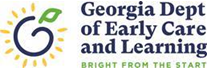 Georgia Dept
of Early Care
and Learning
BRIGHT FROM THE START